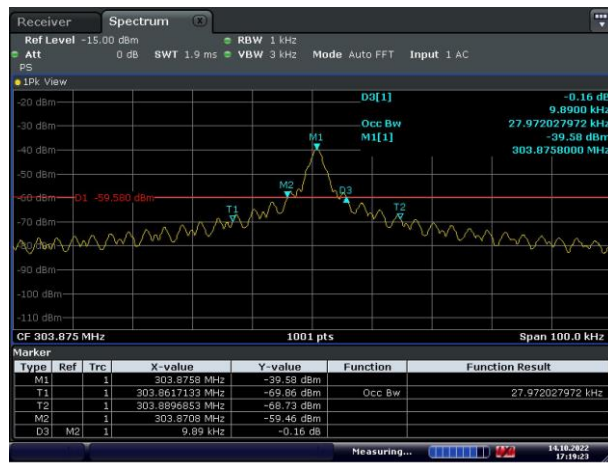 Receiver Spectrum
Ref Level -15.00 dBm RBW 1 kHz
Att 0 dB SWT 1.9 ms VBW 3 kHz Mode Auto FFT Input 1 AC
PS
1Pk View
D3[1] -0.16 dB
9.8900 kHz
Occ Bw 27.972027972 kHz
M1[1] -39.58 dBm
303.8758000 MHz
-20 dBm
-30 dBm
-40 dBm
-50 dBm
-60 dBm
D1 -59.580 dBm
-70 dBm
-90 dBm
-100 dBm
-110 dBm
M1
M2
D3
T1
T2
CF 303.875 MHz 1001 pts Span 100.0 kHz
Marker
Type Ref Trc X-value Y-value Function Function Result
M1 1 303.8758 MHz -39.58 dBm
T1 1 303.8617133 MHz -69.86 dBm Occ Bw 27.972027972 kHz
T2 1 303.8896853 MHz -68.73 dBm
M2 1 303.8708 MHz -59.46 dBm
D3 M2 1 9.89 kHz -0.16 dB
Measuring... 14.10.2022
17:19:23